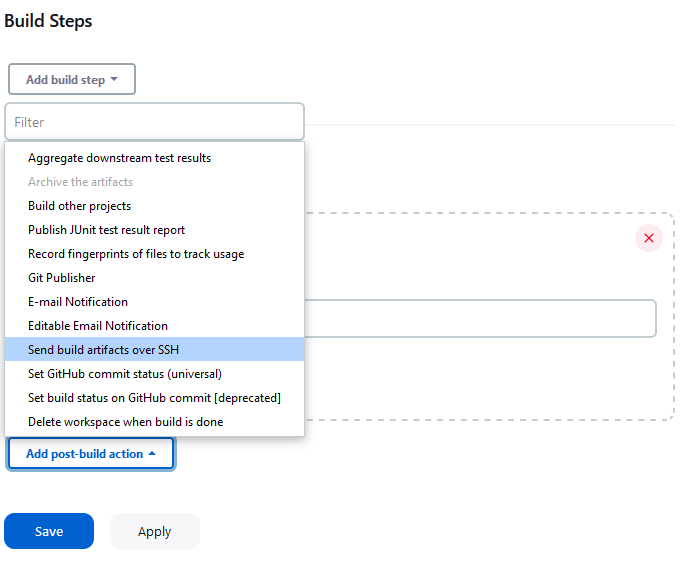 Build Steps
Add build step
Filter
Aggregate downstream test results
Archive the artifacts
Build other projects
Publish JUnit test result report
Record fingerprints of files to track usage
Git Publisher
E-mail Notification
Editable Email Notification
Send build artifacts over SSH
Set GitHub commit status (universal)
Set build status on GitHub commit [deprecated]
Delete workspace when build is done
Add post-build action
Save
Apply